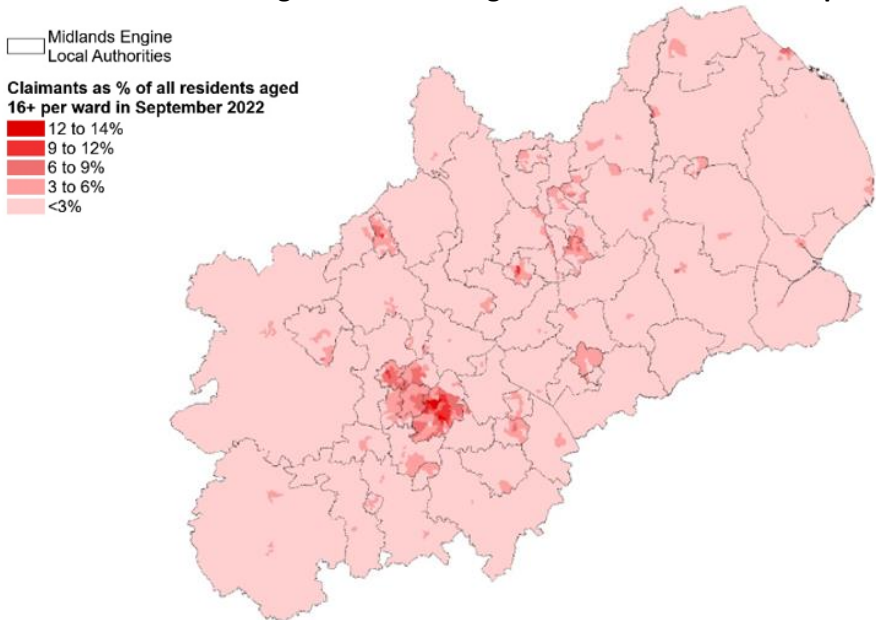 Midlands Engine
Local Authorities
Claimants as % of all residents aged
16+ per ward in September 2022
12 to 14%
9 to 12%
6 to 9%
3 to 6%
<3%